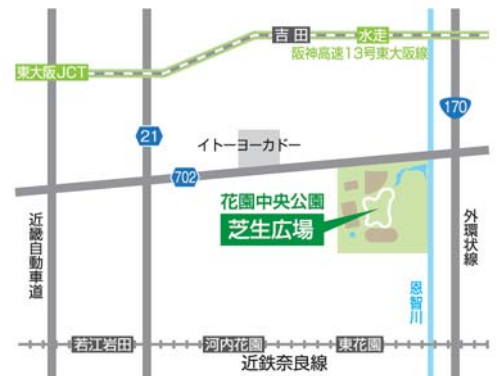 吉田
水走
阪神高速13号東大阪線
東大阪JCT
170
21
イトーヨーカドー
702
花園中央公園
芝生広場
近畿自動車道
外環状線
恩智川
若江岩田
河内花園
東花園
近鉄奈良線